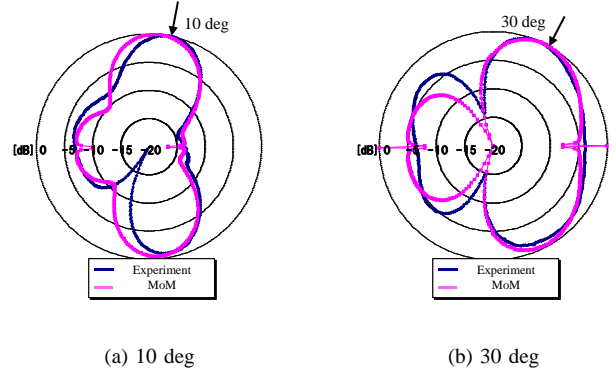 10 deg
30 deg
[dB] 0 -5 -10 -15 -20
[dB] 0 -5 -10 -15 -20
Experiment
MoM
Experiment
MoM
(a) 10 deg
(b) 30 deg